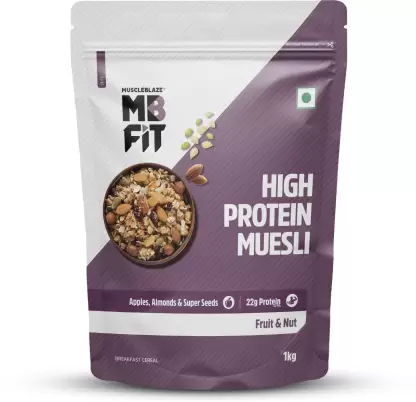 MUSCLEBLAZE®
MB
FIT
HIGH
PROTEIN
MUESLI
Apples, Almonds & Super Seeds
22g Protein
Fruit & Nut
BREAKFAST CEREAL
1kg